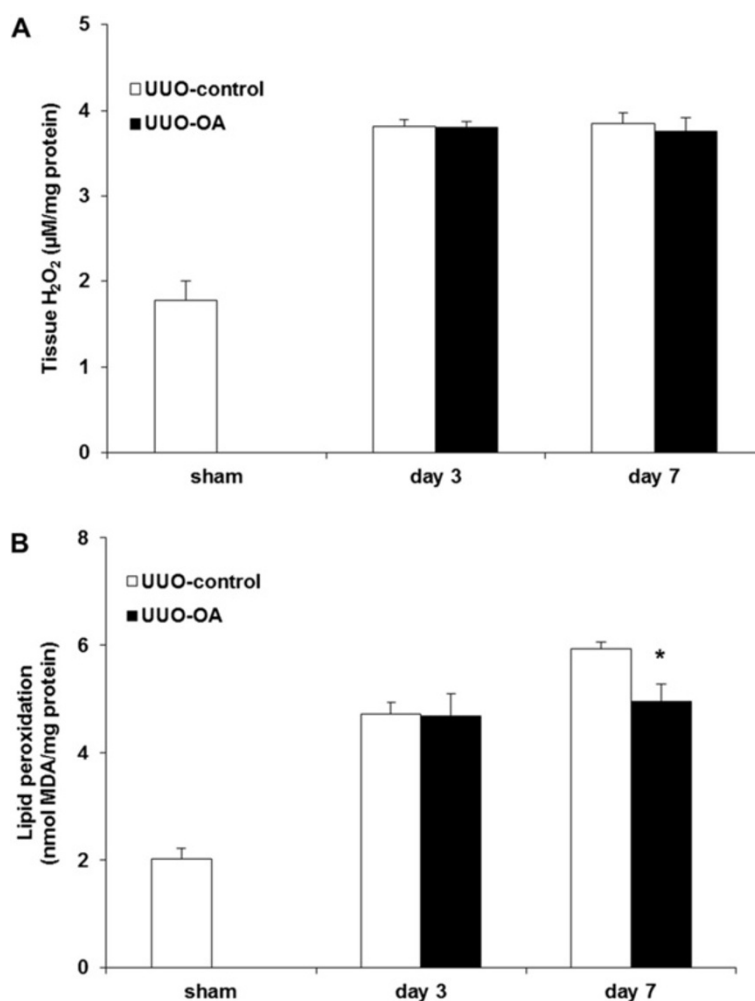 A
5
4
3
2
1
0
Tissue H₂O₂ (µM/mg protein)
UUO-control
UUO-OA
sham day 3 day 7
B
8
6
4
2
0
Lipid peroxidation
(nmol MDA/mg protein)
UUO-control
UUO-OA
*
sham day 3 day 7